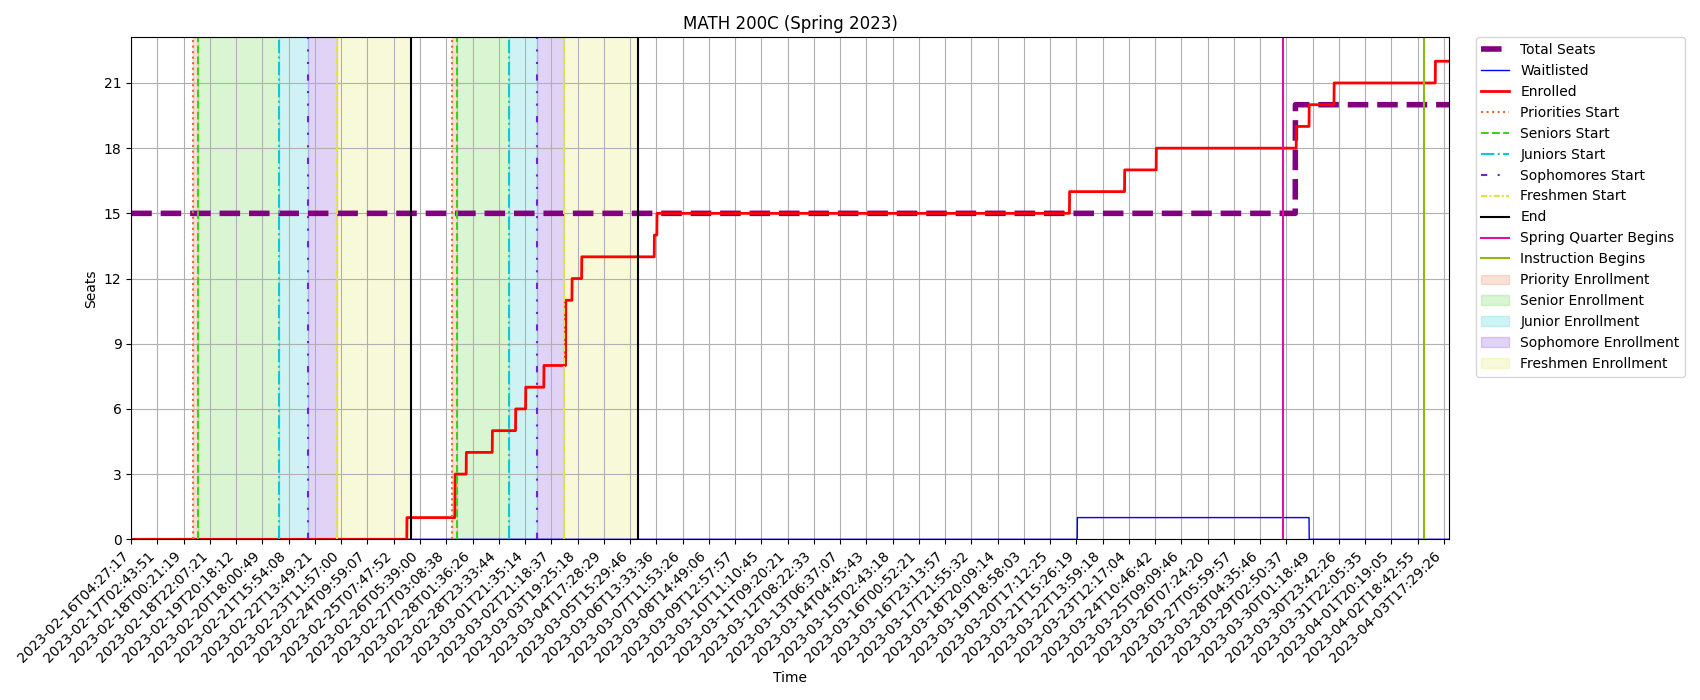 MATH 200C (Spring 2023)
Seats
21
18
15
12
9
6
3
0
2023-02-16T04:27:17
2023-02-17T02:43:51
2023-02-18T00:21:19
2023-02-18T22:07:21
2023-02-19T20:18:12
2023-02-20T18:00:49
2023-02-21T15:54:08
2023-02-22T13:49:21
2023-02-23T11:57:00
2023-02-24T09:59:07
2023-02-25T07:47:52
2023-02-26T05:39:00
2023-02-27T03:08:38
2023-02-28T01:36:26
2023-02-28T23:33:44
2023-03-01T21:35:14
2023-03-02T21:18:37
2023-03-03T19:25:18
2023-03-04T17:28:29
2023-03-05T15:29:46
2023-03-06T13:33:36
2023-03-07T11:53:26
2023-03-08T14:49:06
2023-03-09T12:57:57
2023-03-10T11:10:45
2023-03-11T09:20:21
2023-03-12T08:22:33
2023-03-13T06:37:07
2023-03-14T04:45:43
2023-03-15T02:43:18
2023-03-16T00:52:21
2023-03-16T23:13:57
2023-03-17T21:55:32
2023-03-18T20:09:14
2023-03-19T18:58:03
2023-03-20T17:12:25
2023-03-21T15:26:19
2023-03-22T13:59:18
2023-03-23T12:17:04
2023-03-24T10:46:42
2023-03-25T09:09:46
2023-03-26T07:24:20
2023-03-27T05:59:57
2023-03-28T04:35:46
2023-03-29T02:50:37
2023-03-30T01:18:49
2023-03-30T23:42:26
2023-03-31T22:05:35
2023-04-01T20:19:05
2023-04-02T18:42:55
2023-04-03T17:29:26
Time
Total Seats
Waitlisted
Enrolled
Priorities Start
Seniors Start
Juniors Start
Sophomores Start
Freshmen Start
End
Spring Quarter Begins
Instruction Begins
Priority Enrollment
Senior Enrollment
Junior Enrollment
Sophomore Enrollment
Freshmen Enrollment